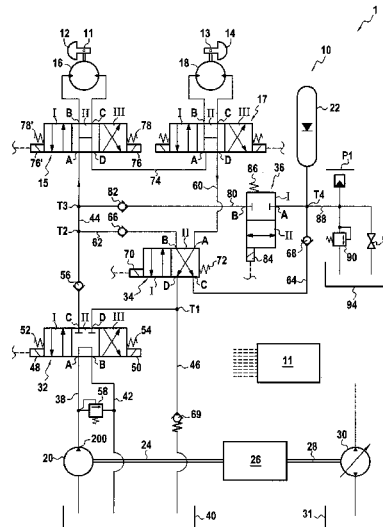 1
12 11 13 14
10
16 18
22
I B II C III I B II C III 17
78' 78 78
76' A D 76 A D 76
15 74
86 36 P1
60
T3 82 80 I T4
B A 88
44 66
T2 62 II A II 90
B
56 70 72 84 68
34 I D C 94
64
52 I C II D III 54 T1
48 A B 50
32 58 46 11
38 42
69
200 24 28 30
20 26
40 31